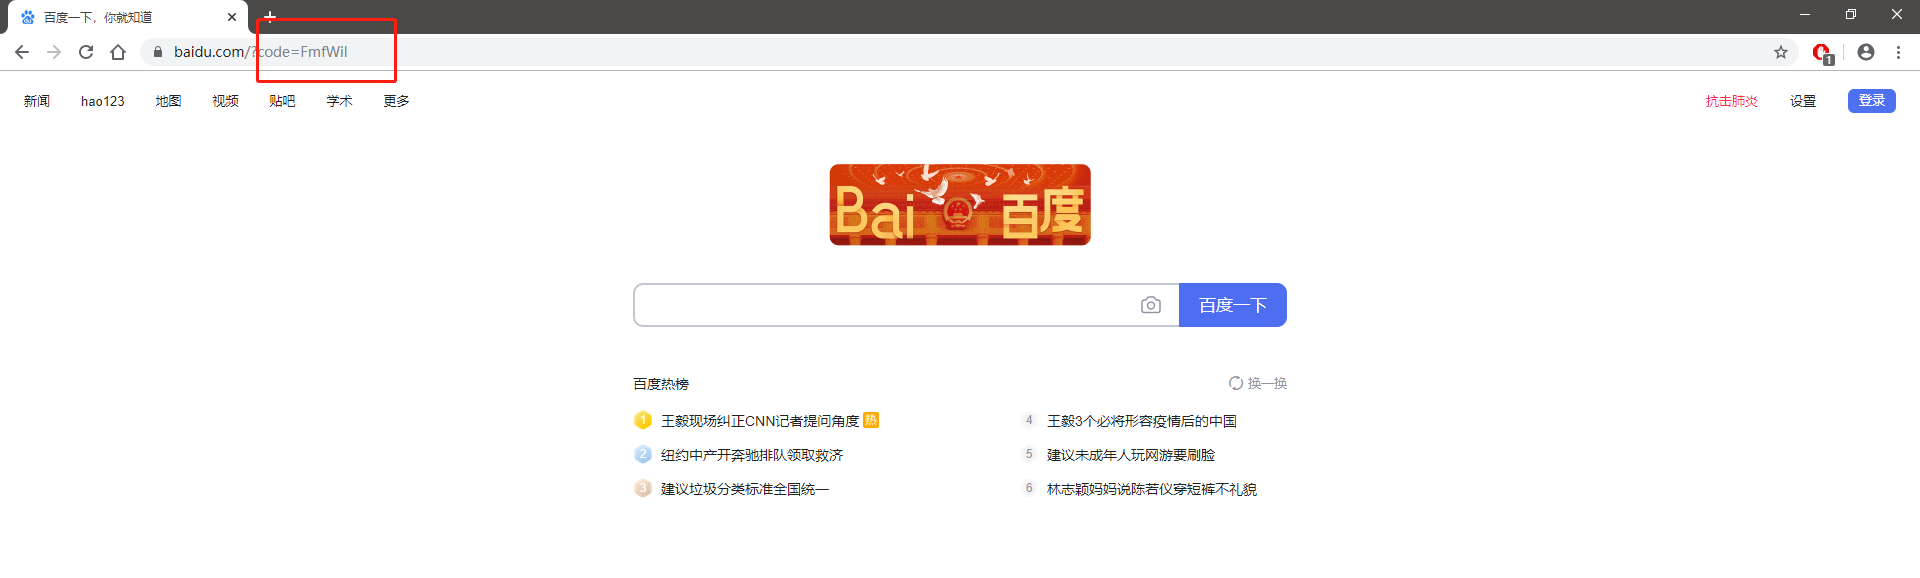 百度一下，你就知道
baidu.com/?code=FmfWil
1
新闻 hao123 地图 视频 贴吧 学术 更多 抗击肺炎 设置 登录
Bai 百度
百度一下
百度热榜 换一换
1 王毅现场纠正CNN记者提问角度 热
2 纽约中产开奔驰排队领取救济
3 建议垃圾分类标准全国统一
4 王毅3个必将形容疫情后的中国
5 建议未成年人玩网游要刷脸
6 林志颖妈妈说陈若仪穿短裤不礼貌